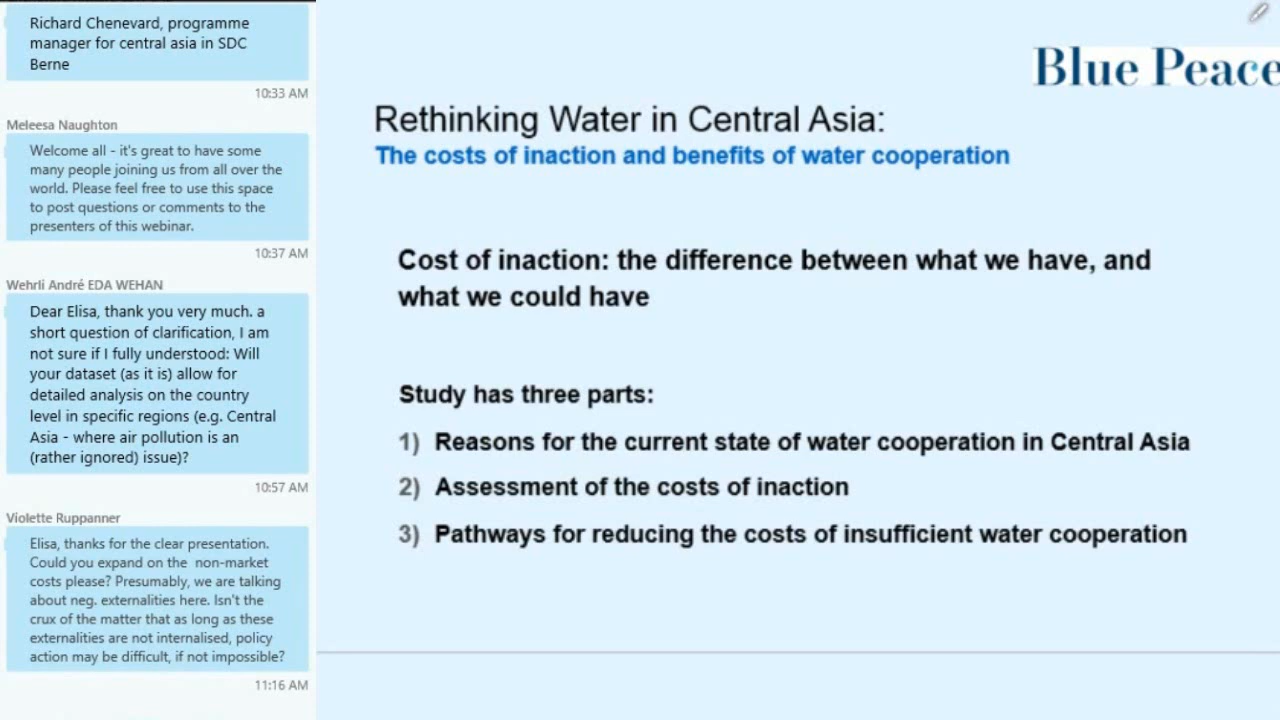 Richard Chenevard, programme
manager for central asia in SDC
Berne
10:33 AM
Meleesa Naughton
Welcome all - it's great to have some
many people joining us from all over the
world. Please feel free to use this space
to post questions or comments to the
presenters of this webinar.
10:37 AM
Wehrli André EDA WEHAN
Dear Elisa, thank you very much. a
short question of clarification, I am
not sure if I fully understood: Will
your dataset (as it is) allow for
detailed analysis on the country
level in specific regions (e.g. Central
Asia - where air pollution is an
(rather ignored) issue)?
10:57 AM
Violette Ruppanner
Elisa, thanks for the clear presentation.
Could you expand on the non-market
costs please? Presumably, we are talking
about neg. externalities here. Isn't the
crux of the matter that as long as these
externalities are not internalised, policy
action may be difficult, if not impossible?
11:16 AM
Blue Peace
Rethinking Water in Central Asia:
The costs of inaction and benefits of water cooperation
Cost of inaction: the difference between what we have, and
what we could have
Study has three parts:
1) Reasons for the current state of water cooperation in Central Asia
2) Assessment of the costs of inaction
3) Pathways for reducing the costs of insufficient water cooperation